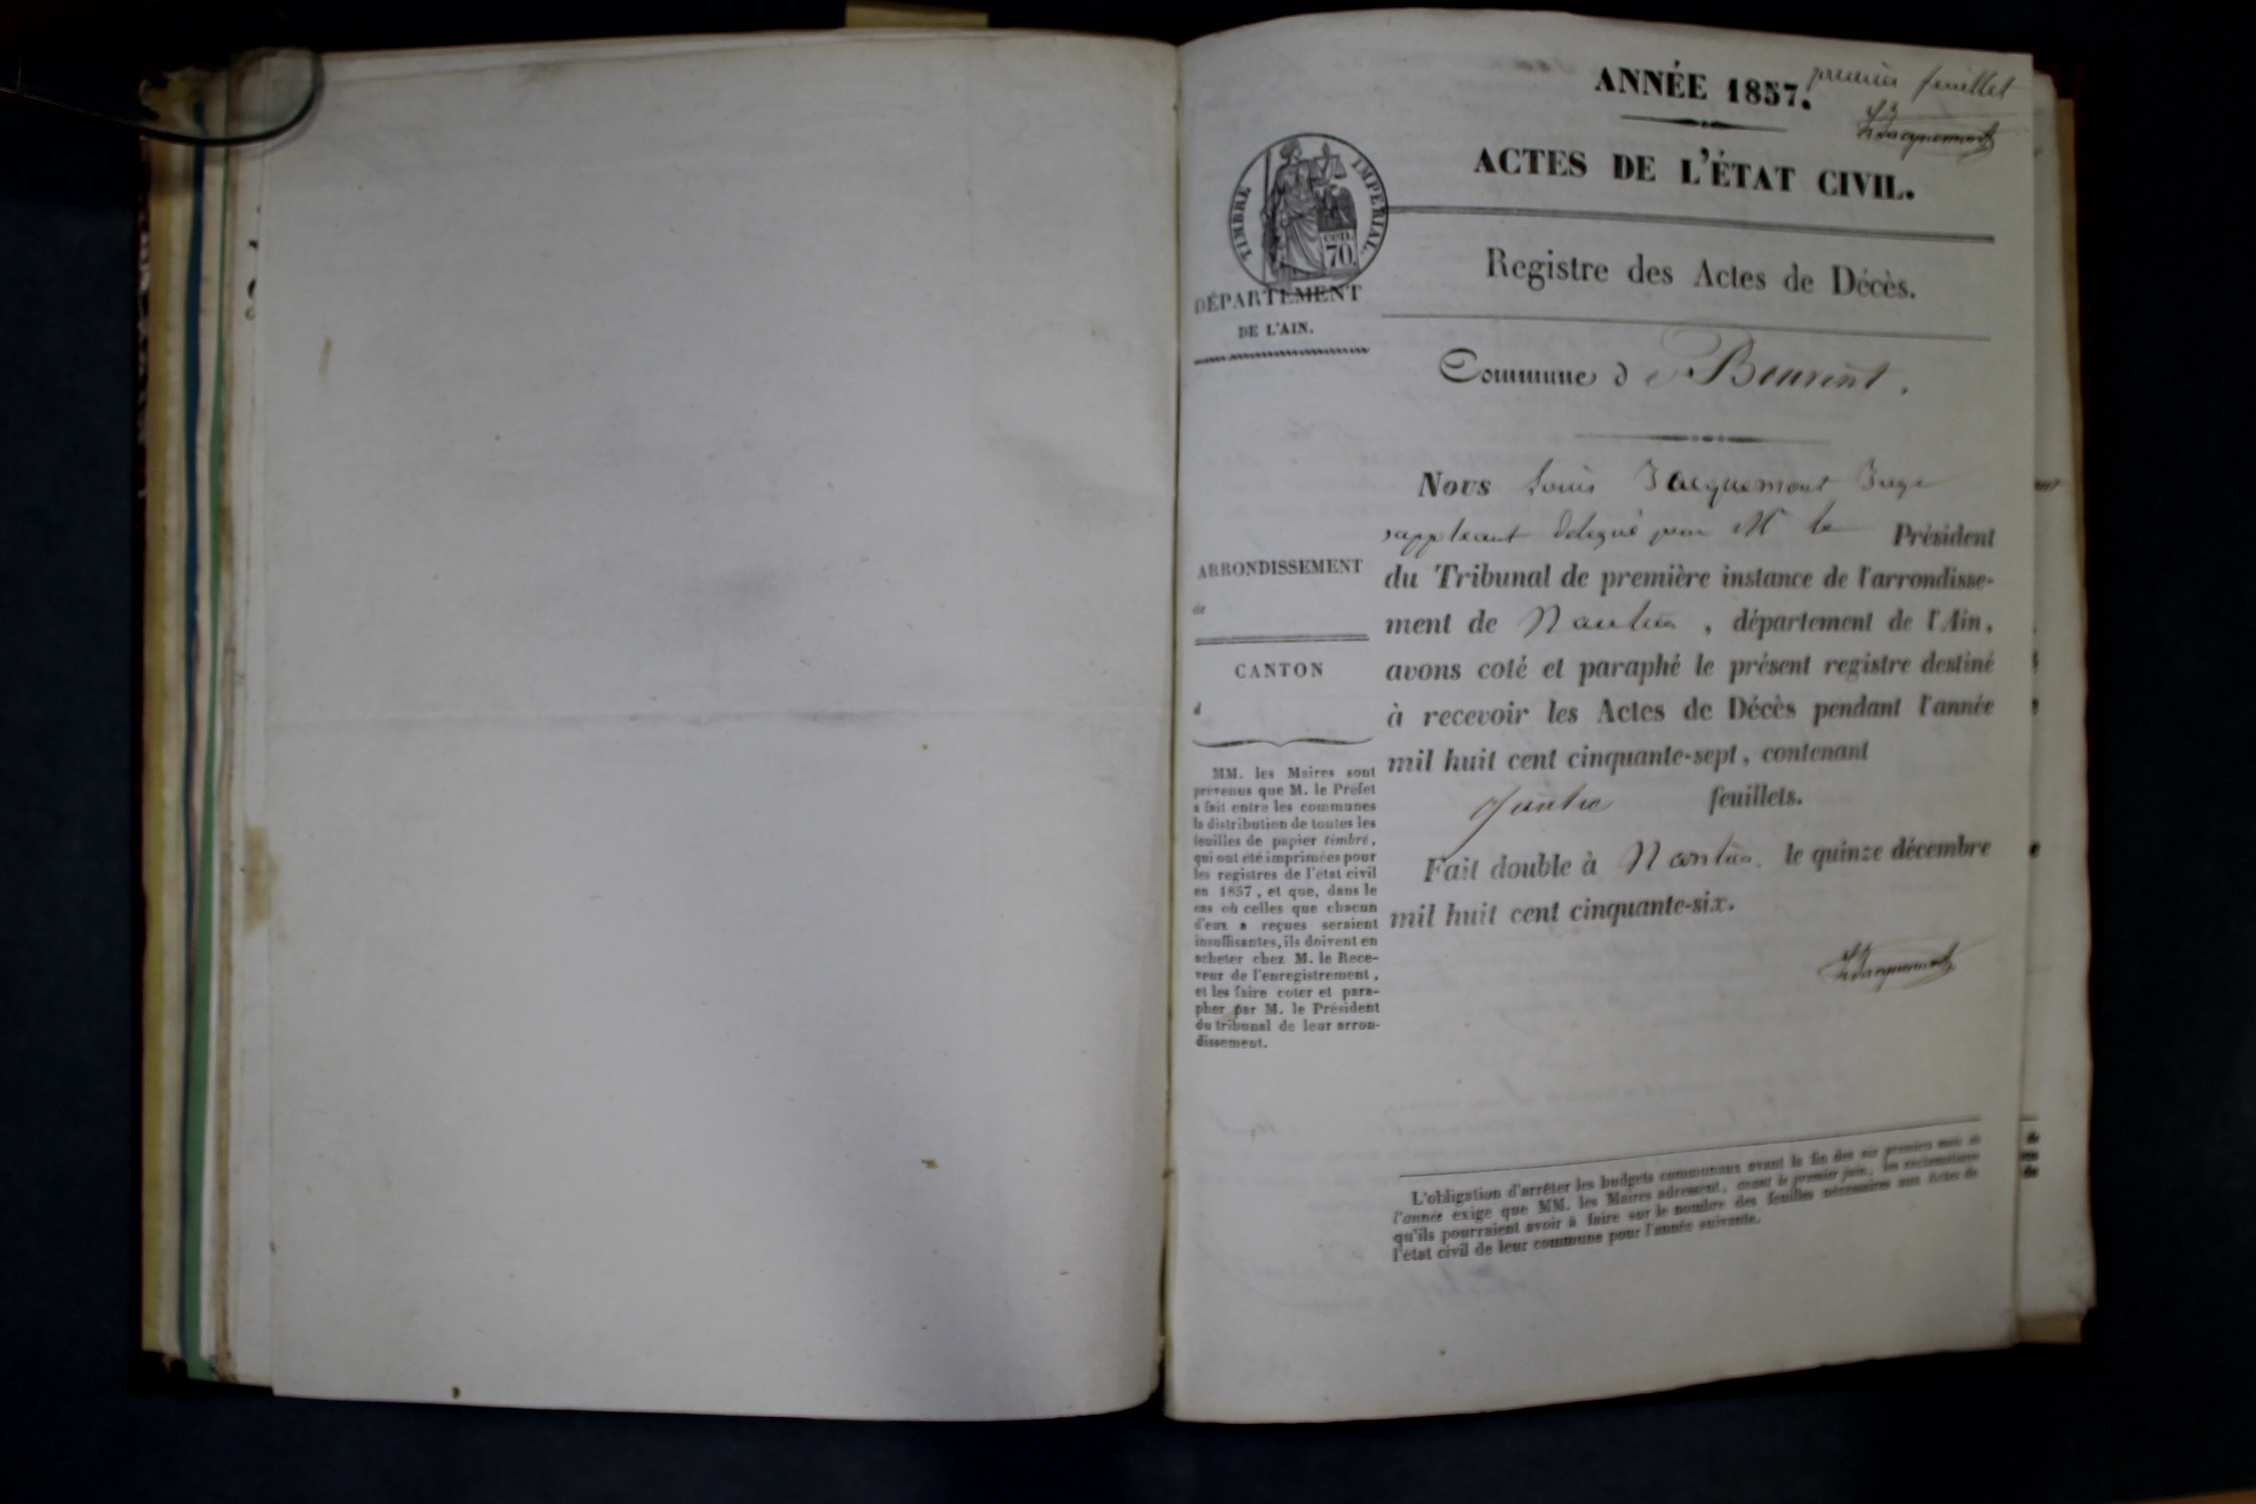 ANNÉE 1857.
premier feuillet
Ls Jacquemont
ACTES DE L'ÉTAT CIVIL.
TIMBRE IMPÉRIAL
CEN.
70
DÉPARTEMENT
DE L'AIN.
Registre des Actes de Décès.
Commune d
ARRONDISSEMENT
de
CANTON
d
MM. les Maires sont
prévenus que M. le Préfet
a fait entre les communes
la distribution de toutes les
feuilles de papier timbré,
qui ont été imprimées pour
les registres de l'état civil
en 1857, et que, dans le
cas où celles que chacun
d'eux a reçues seraient
insuffisantes, ils doivent en
acheter chez M. le Rece-
veur de l'enregistrement,
et les faire coter et para-
pher par M. le Président
du tribunal de leur arron-
dissement.
Nous Louis Jacquemont Juge
suppleant délégué par M le Président
du Tribunal de première instance de l'arrondisse-
ment de Nantua, département de l'Ain,
avons coté et paraphé le présent registre destiné
à recevoir les Actes de Décès pendant l'année
mil huit cent cinquante-sept, contenant
feuillets.
Fait double à Nantua, le quinze décembre
mil huit cent cinquante-six.
Ls Jacquemont
L'obligation d'arrêter les budgets communaux avant la fin des six premiers mois de
l'année exige que MM. les Maires adressent, avant le premier juin, les réclamations
qu'ils pourraient avoir à faire sur le nombre des feuilles nécessaires aux Actes de
l'état civil de leur commune pour l'année suivante.